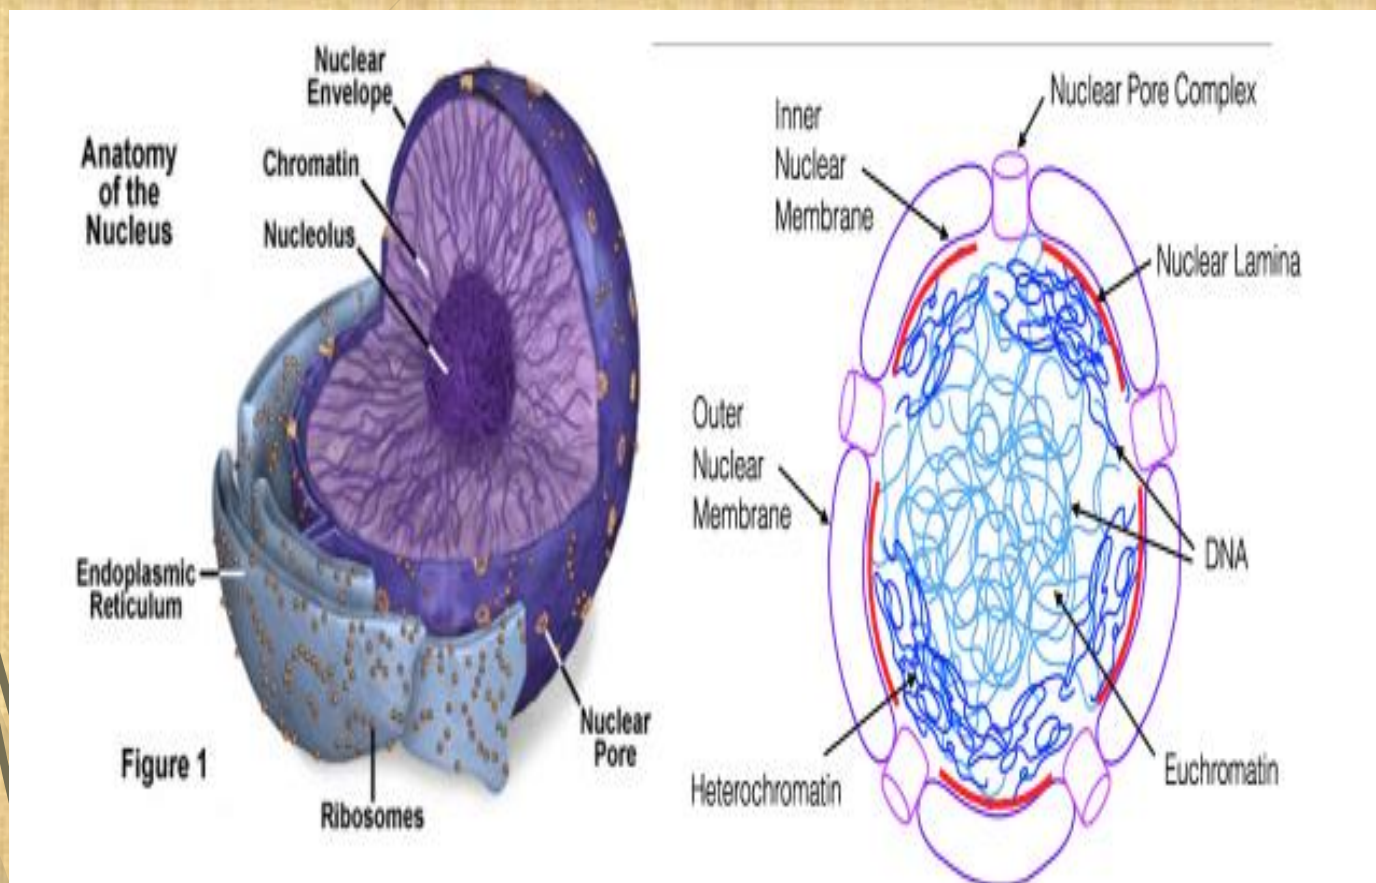 Nuclear
Envelope
Anatomy
of the
Nucleus
Chromatin
Nucleolus
Endoplasmic
Reticulum
Figure 1
Ribosomes
Nuclear
Pore
Nuclear Pore Complex
Inner
Nuclear
Membrane
Nuclear Lamina
Outer
Nuclear
Membrane
DNA
Heterochromatin
Euchromatin